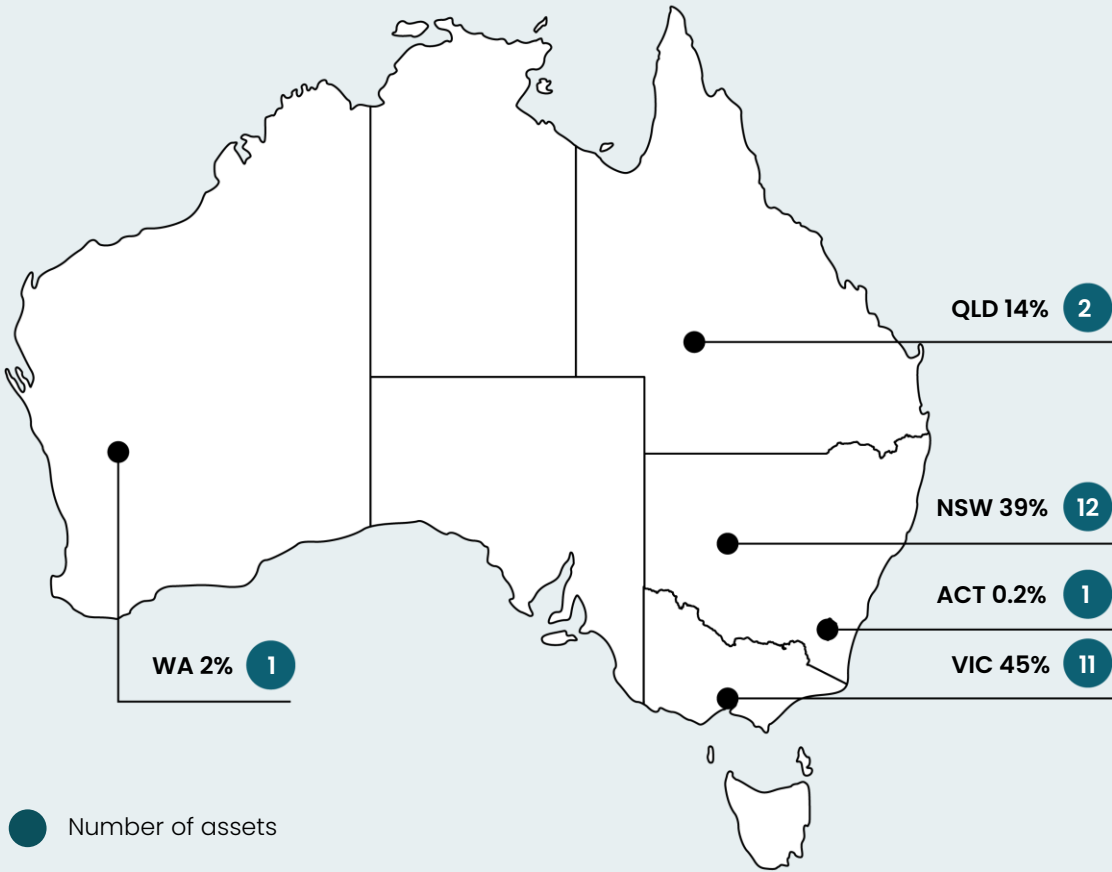 QLD 14% 2
NSW 39% 12
ACT 0.2% 1
VIC 45% 11
WA 2% 1
Number of assets